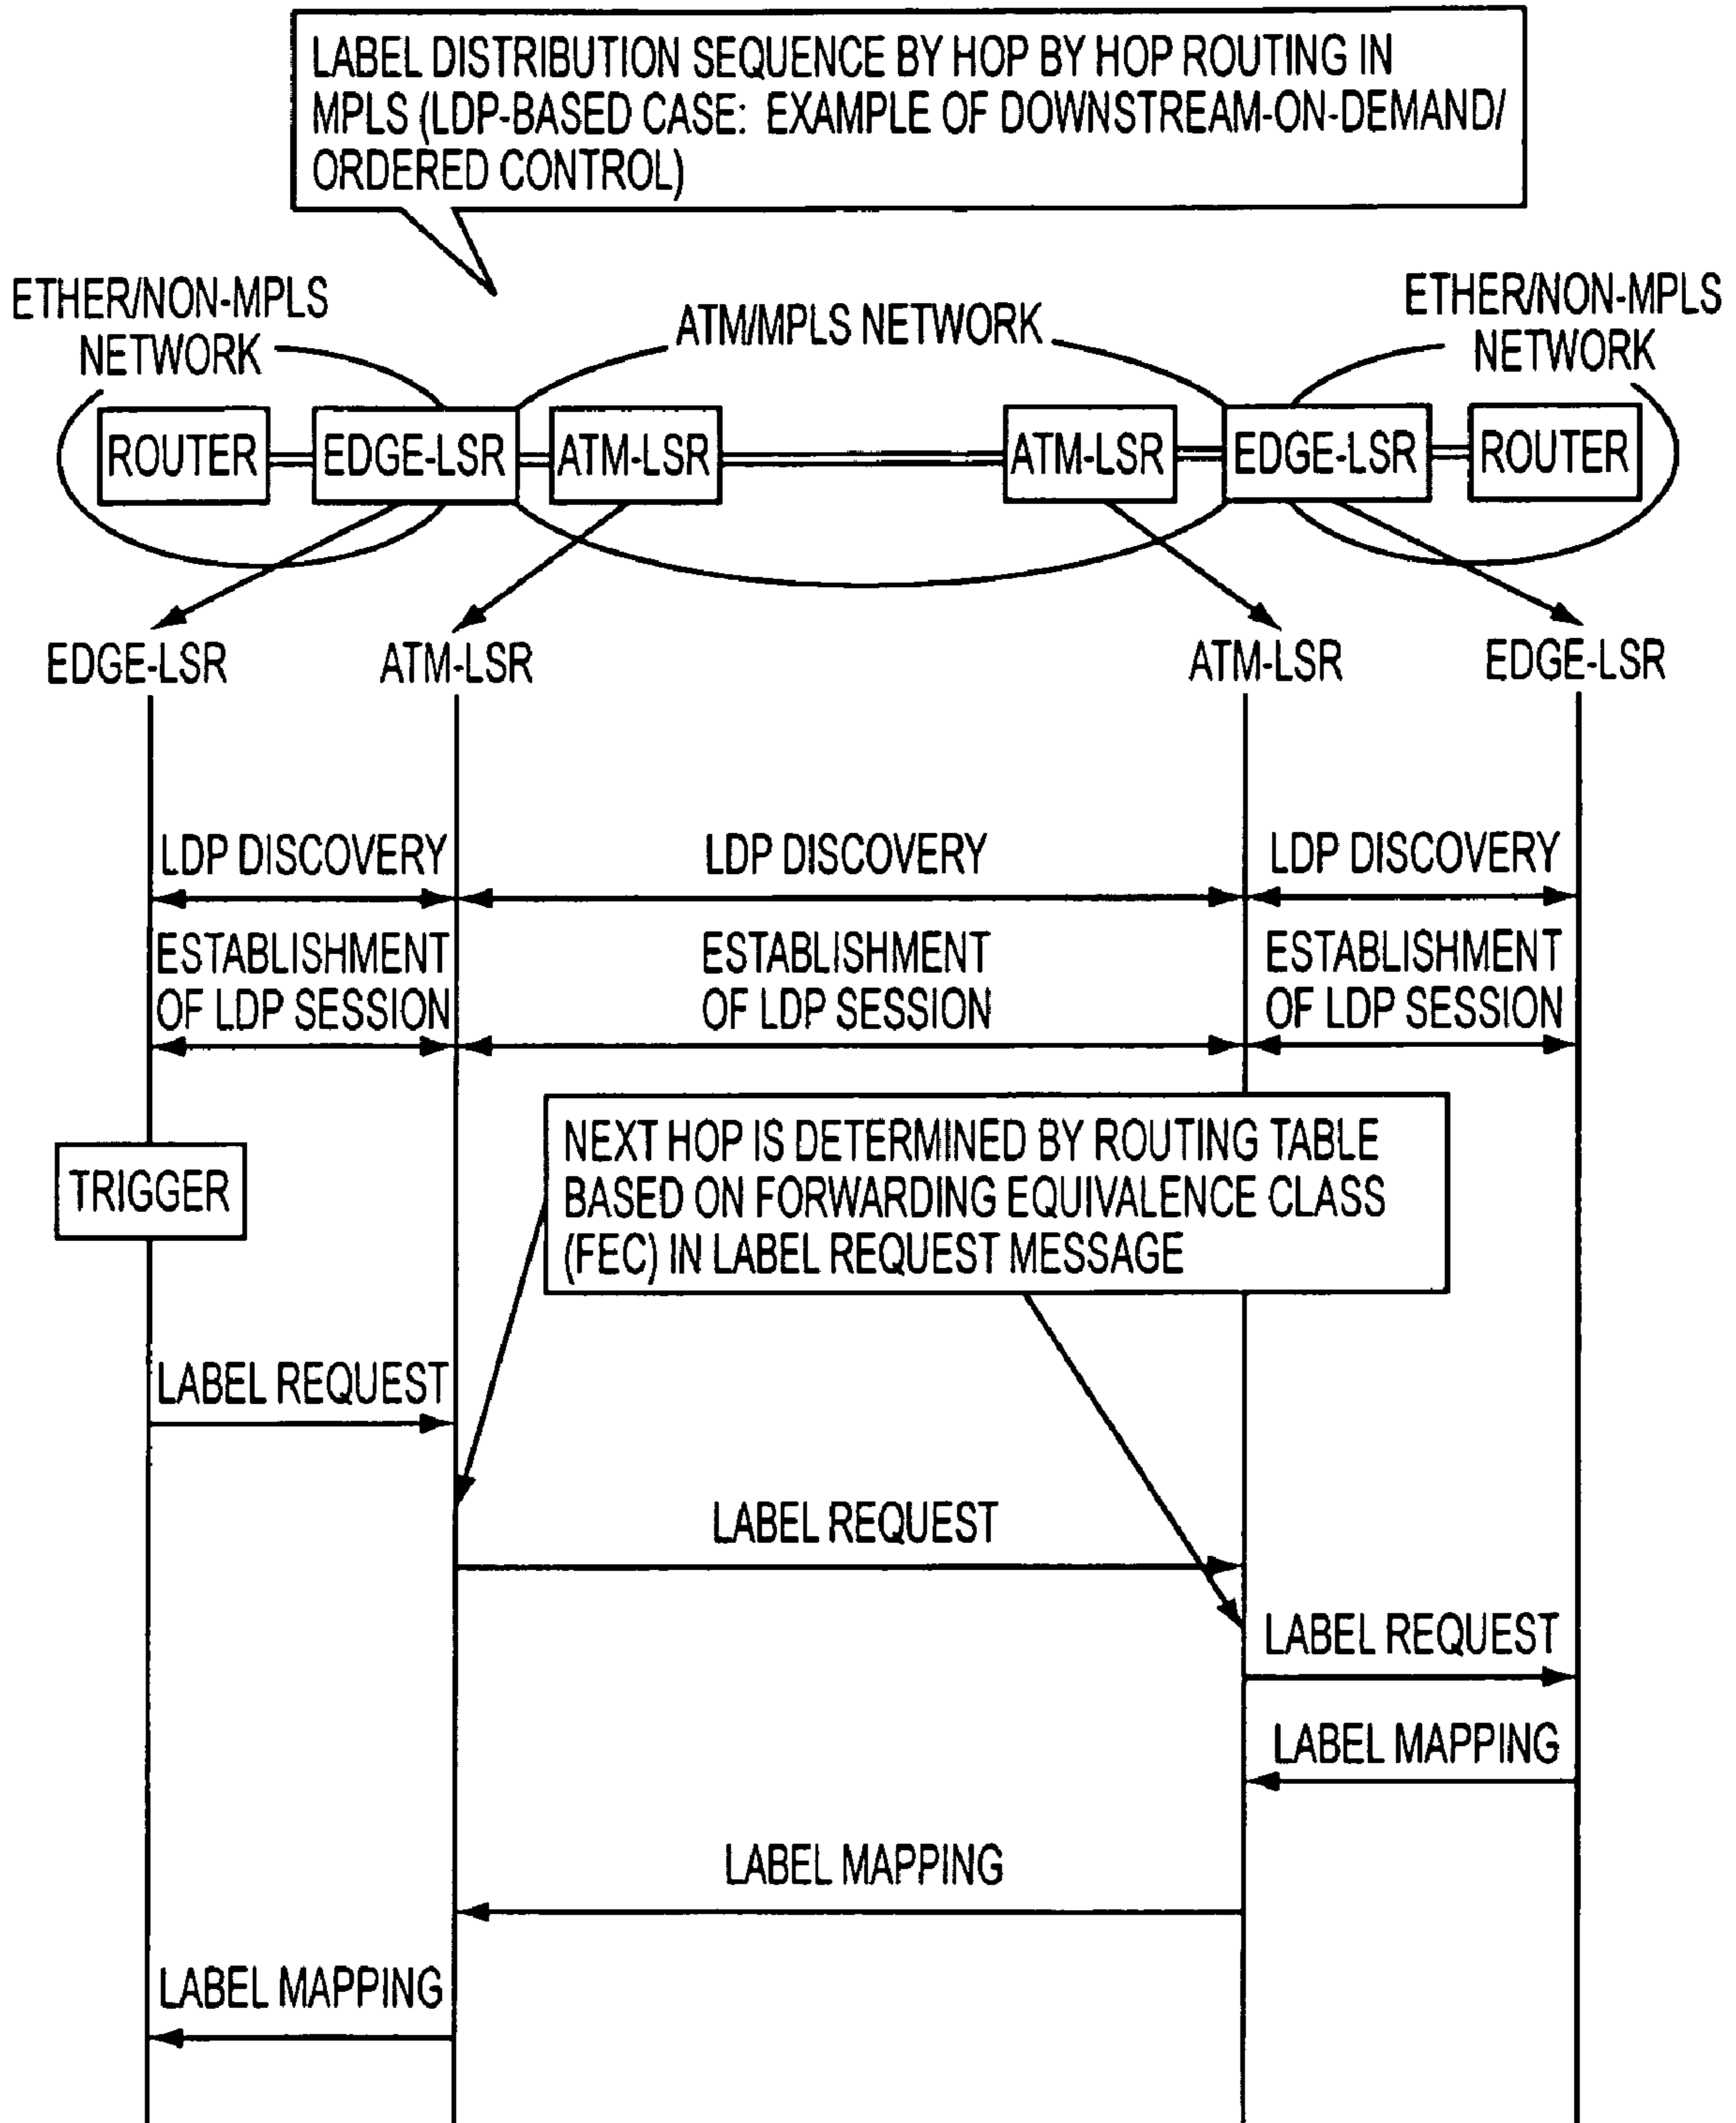 LABEL DISTRIBUTION SEQUENCE BY HOP BY HOP ROUTING IN
MPLS (LDP-BASED CASE: EXAMPLE OF DOWNSTREAM-ON-DEMAND/
ORDERED CONTROL)
ETHER/NON-MPLS
NETWORK
ATM/MPLS NETWORK
ETHER/NON-MPLS
NETWORK
ROUTER
EDGE-LSR
ATM-LSR
ATM-LSR
EDGE-LSR
ROUTER
EDGE-LSR
ATM-LSR
ATM-LSR
EDGE-LSR
LDP DISCOVERY
LDP DISCOVERY
LDP DISCOVERY
ESTABLISHMENT
OF LDP SESSION
ESTABLISHMENT
OF LDP SESSION
ESTABLISHMENT
OF LDP SESSION
TRIGGER
NEXT HOP IS DETERMINED BY ROUTING TABLE
BASED ON FORWARDING EQUIVALENCE CLASS
(FEC) IN LABEL REQUEST MESSAGE
LABEL REQUEST
LABEL REQUEST
LABEL REQUEST
LABEL MAPPING
LABEL MAPPING
LABEL MAPPING